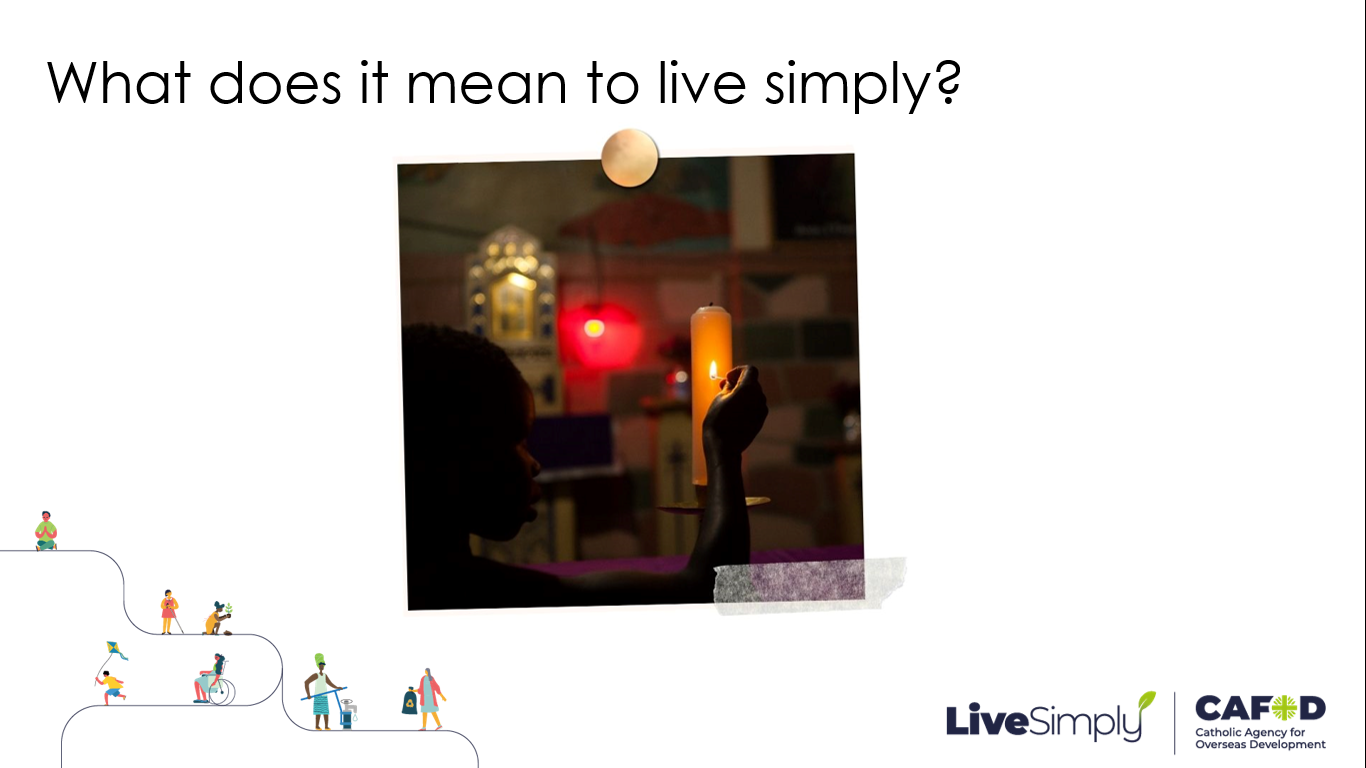 What does it mean to live simply?
LiveSimply
CAFOD
Catholic Agency for
Overseas Development